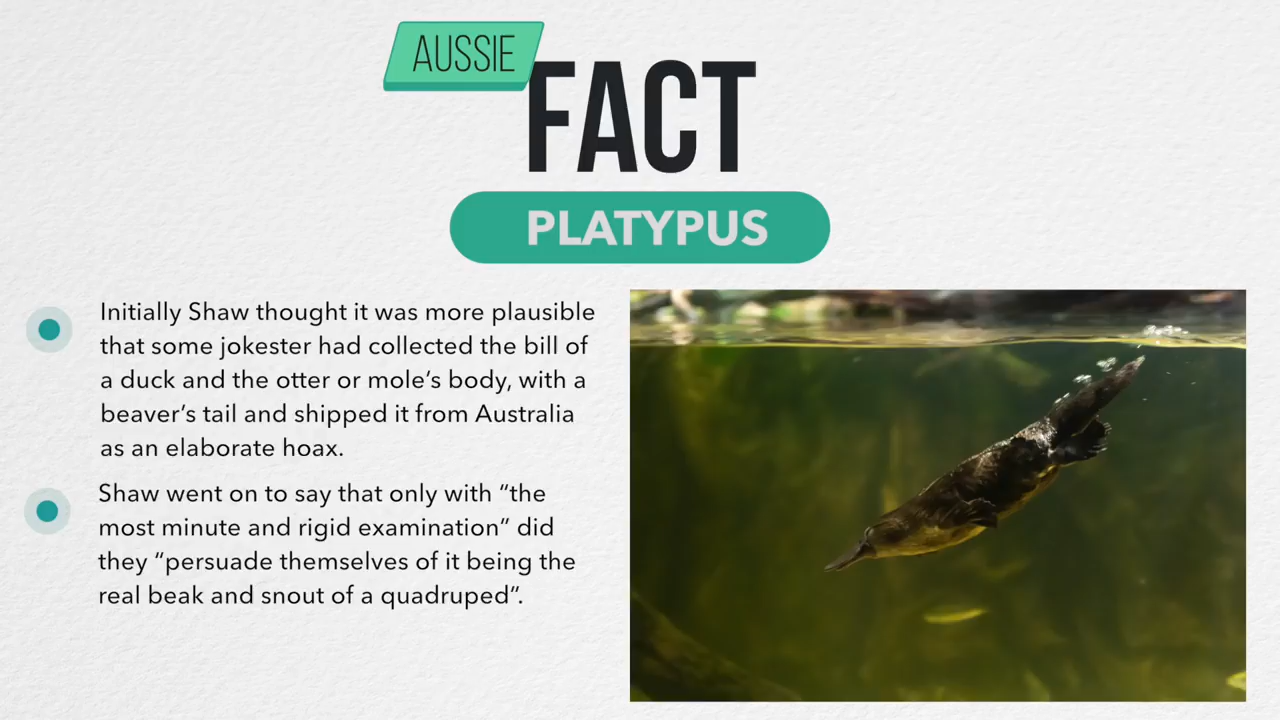 AUSSIE
FACT
PLATYPUS
Initially Shaw thought it was more plausible
that some jokester had collected the bill of
a duck and the otter or mole’s body, with a
beaver’s tail and shipped it from Australia
as an elaborate hoax.
Shaw went on to say that only with “the
most minute and rigid examination” did
they “persuade themselves of it being the
real beak and snout of a quadruped”.